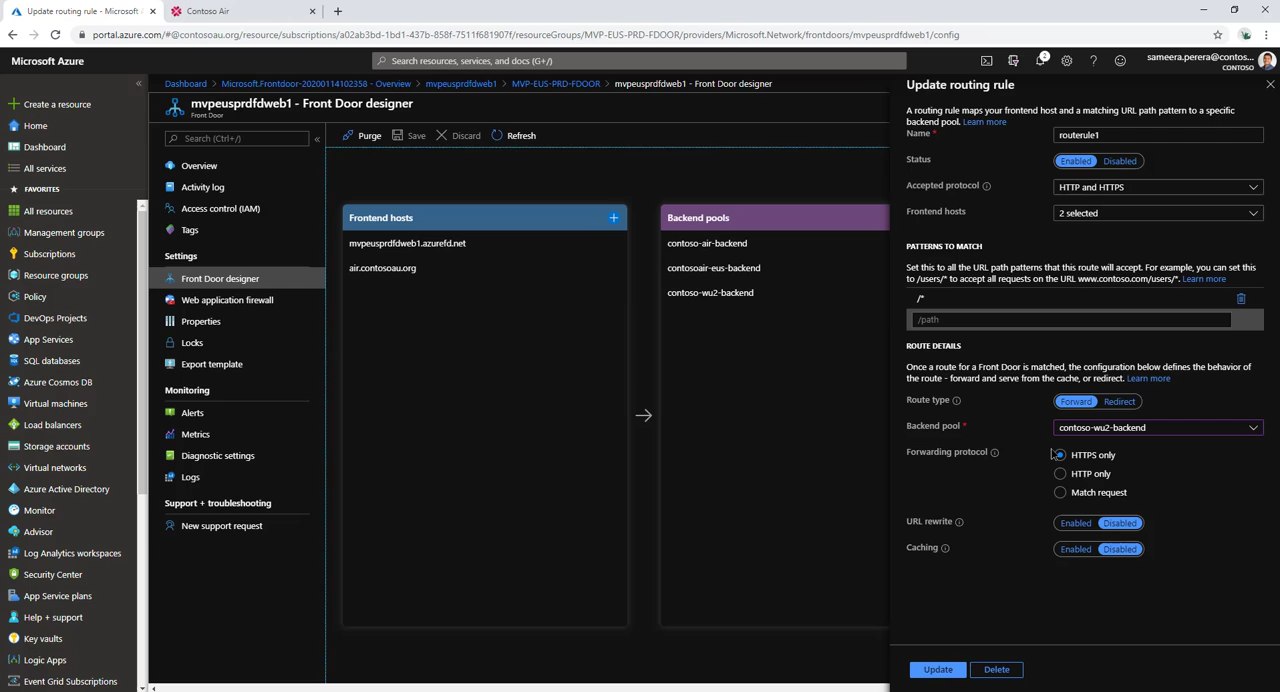 Update routing rule - Microsoft A
Contoso Air
portal.azure.com/#@contosoau.org/resource/subscriptions/a02ab3bd-1bd1-437b-858f-7511f681907f/resourceGroups/MVP-EUS-PRD-FDOOR/providers/Microsoft.Network/frontdoors/mvpeusprdfdweb1/config
Microsoft Azure
Search resources, services, and docs (G+/)
2
sameera.perera@contos...
CONTOSO
Create a resource
Home
Dashboard
All services
FAVORITES
All resources
Management groups
Subscriptions
Resource groups
Policy
DevOps Projects
App Services
SQL databases
Azure Cosmos DB
Virtual machines
Load balancers
Storage accounts
Virtual networks
Azure Active Directory
Monitor
Advisor
Log Analytics workspaces
Security Center
App Service plans
Help + support
Key vaults
Logic Apps
Event Grid Subscriptions
Dashboard > Microsoft.Frontdoor-20200114102358 - Overview > mvpeusprdfdweb1 > MVP-EUS-PRD-FDOOR > mvpeusprdfdweb1 - Front Door designer
mvpeusprdfdweb1 - Front Door designer
Front Door
Search (Ctrl+/)
Overview
Activity log
Access control (IAM)
Tags
Settings
Front Door designer
Web application firewall
Properties
Locks
Export template
Monitoring
Alerts
Metrics
Diagnostic settings
Logs
Support + troubleshooting
New support request
Purge Save Discard Refresh
Frontend hosts
mvpeusprdfdweb1.azurefd.net
air.contosoau.org
Backend pools
contoso-air-backend
contosoair-eus-backend
contoso-wu2-backend
Update routing rule
A routing rule maps your frontend host and a matching URL path pattern to a specific
backend pool. Learn more
Name * routerule1
Status Enabled Disabled
Accepted protocol HTTP and HTTPS
Frontend hosts 2 selected
PATTERNS TO MATCH
Set this to all the URL path patterns that this route will accept. For example, you can set this
to /users/* to accept all requests on the URL www.contoso.com/users/*. Learn more
/*
/path
ROUTE DETAILS
Once a route for a Front Door is matched, the configuration below defines the behavior of
the route - forward and serve from the cache, or redirect. Learn more
Route type Forward Redirect
Backend pool * contoso-wu2-backend
Forwarding protocol HTTPS only
HTTP only
Match request
URL rewrite Enabled Disabled
Caching Enabled Disabled
Update Delete